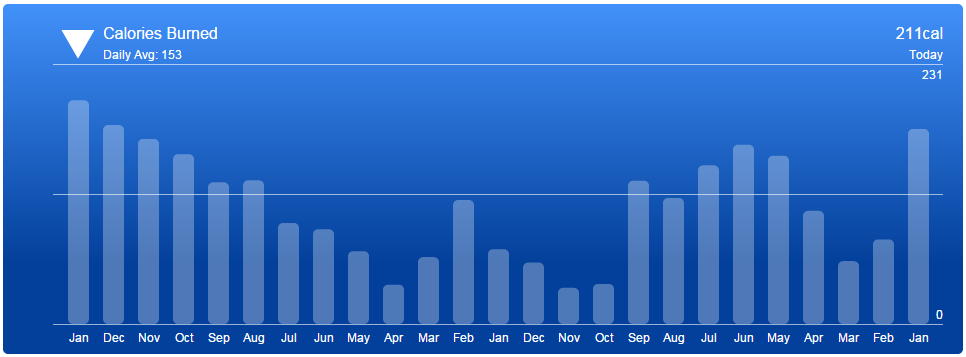 Calories Burned
211cal
Daily Avg: 153
Today
231
0
Jan Dec Nov Oct Sep Aug Jul Jun May Apr Mar Feb Jan Dec Nov Oct Sep Aug Jul Jun May Apr Mar Feb Jan